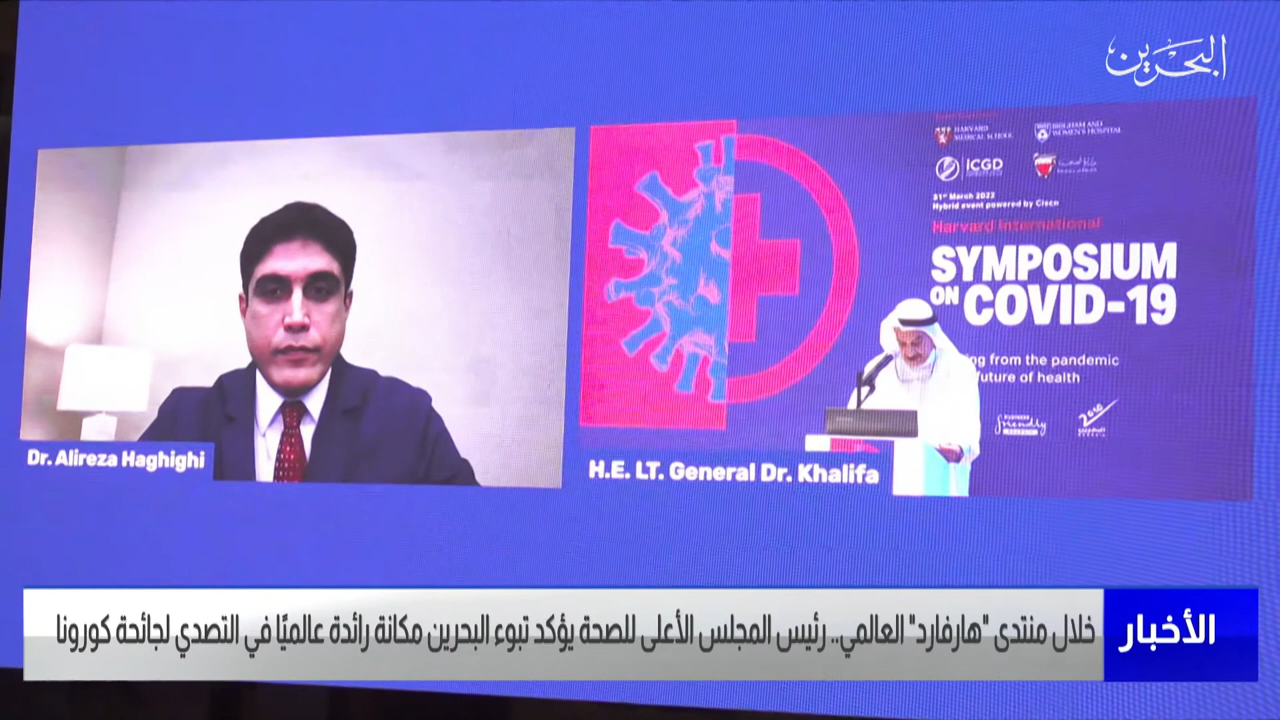 البحرين
HARVARD
MEDICAL SCHOOL
BRIGHAM AND
WOMEN'S HOSPITAL
ICGD
31st March 2022
Hybrid event powered by Cisco
Harvard International
SYMPOSIUM
ON COVID-19
ng from the pandemic
future of health
friendly
Dr. Alireza Haghighi
H.E. LT. General Dr. Khalifa
الأخبار
خلال منتدى "هارفارد" العالمي.. رئيس المجلس الأعلى للصحة يؤكد تبوء البحرين مكانة رائدة عالميًا في التصدي لجائحة كورونا